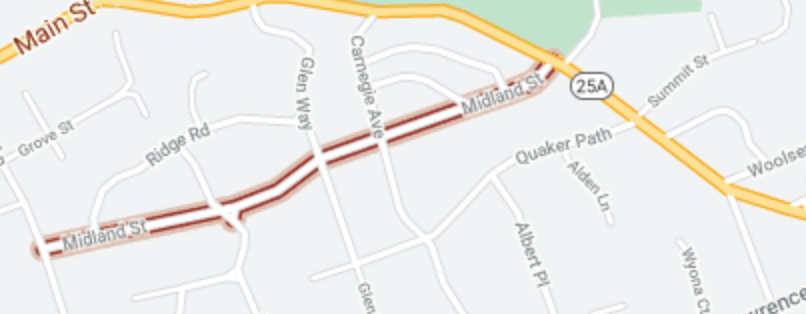 Main St
25A
Summit St
Midland St
Carnegie Ave
Glen Way
Grove St
Ridge Rd
Quaker Path
Alden Ln
Midland St
Albert Pl
Wyona Ct
Glen